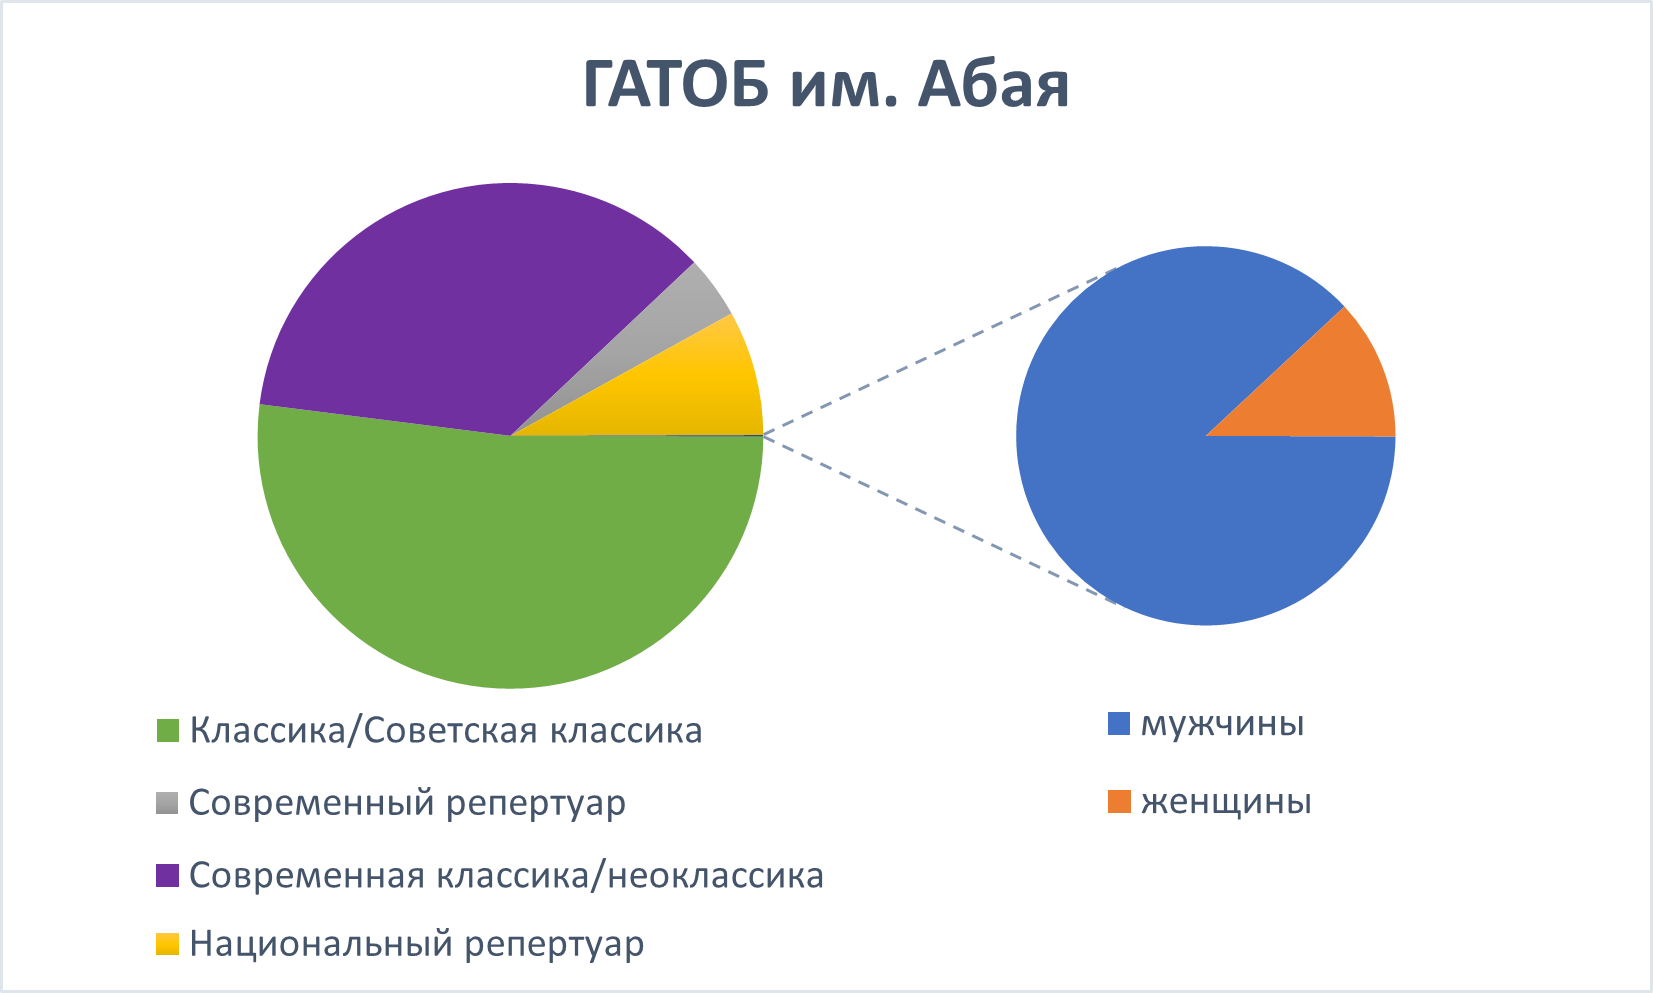 ГАТОБ им. Абая
Классика/Советская классика
Современный репертуар
Современная классика/неоклассика
Национальный репертуар
мужчины
женщины